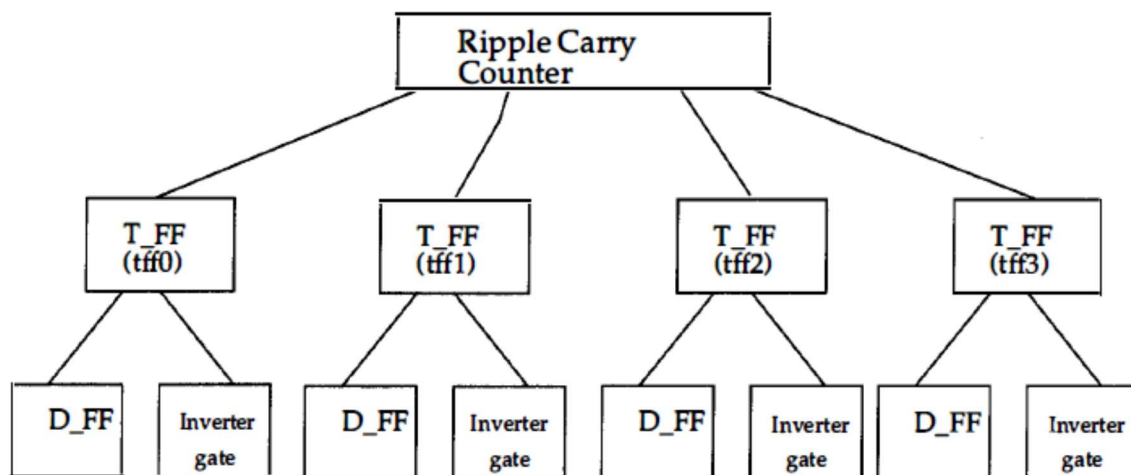 Ripple Carry
Counter
T_FF
(tff0)
T_FF
(tff1)
T_FF
(tff2)
T_FF
(tff3)
D_FF
Inverter
gate
D_FF
Inverter
gate
D_FF
Inverter
gate
D_FF
Inverter
gate